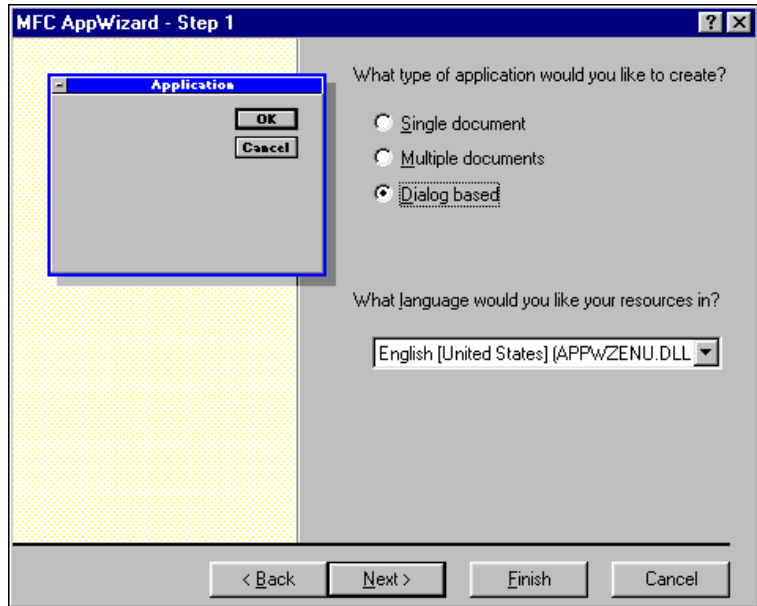 MFC AppWizard - Step 1
Application
OK
Cancel
What type of application would you like to create?
Single document
Multiple documents
Dialog based
What language would you like your resources in?
English [United States] (APPWZENU.DLL
< Back
Next >
Finish
Cancel